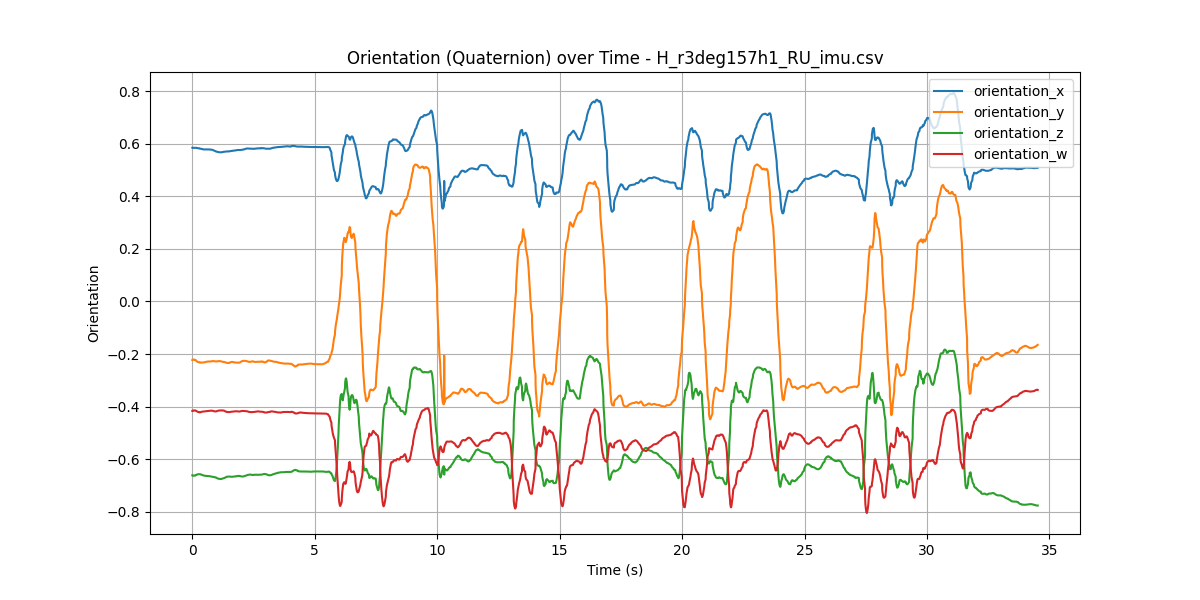 Orientation (Quaternion) over Time - H_r3deg157h1_RU_imu.csv
orientation_x
orientation_y
orientation_z
orientation_w
Orientation
0.8
0.6
0.4
0.2
0.0
−0.2
−0.4
−0.6
−0.8
0 5 10 15 20 25 30 35
Time (s)